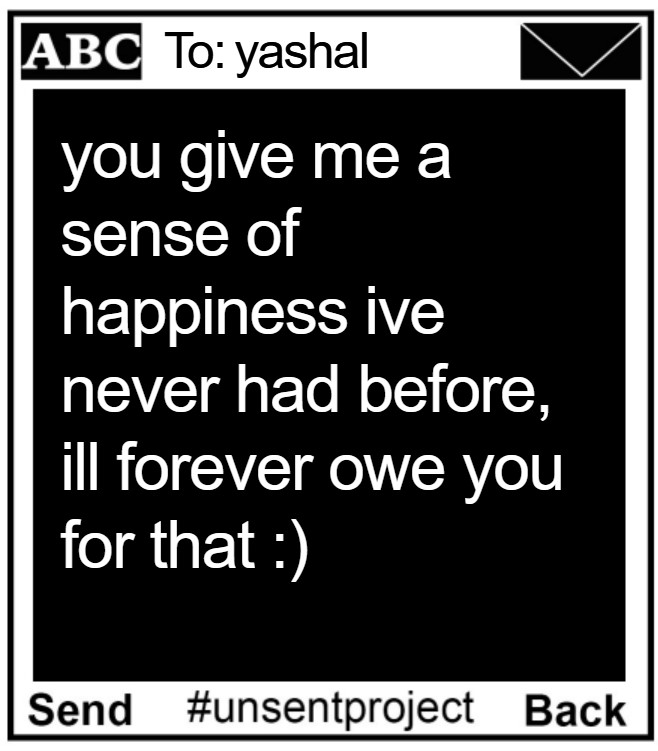 ABC To: yashal
you give me a
sense of
happiness ive
never had before,
ill forever owe you
for that :)
Send #unsentproject Back